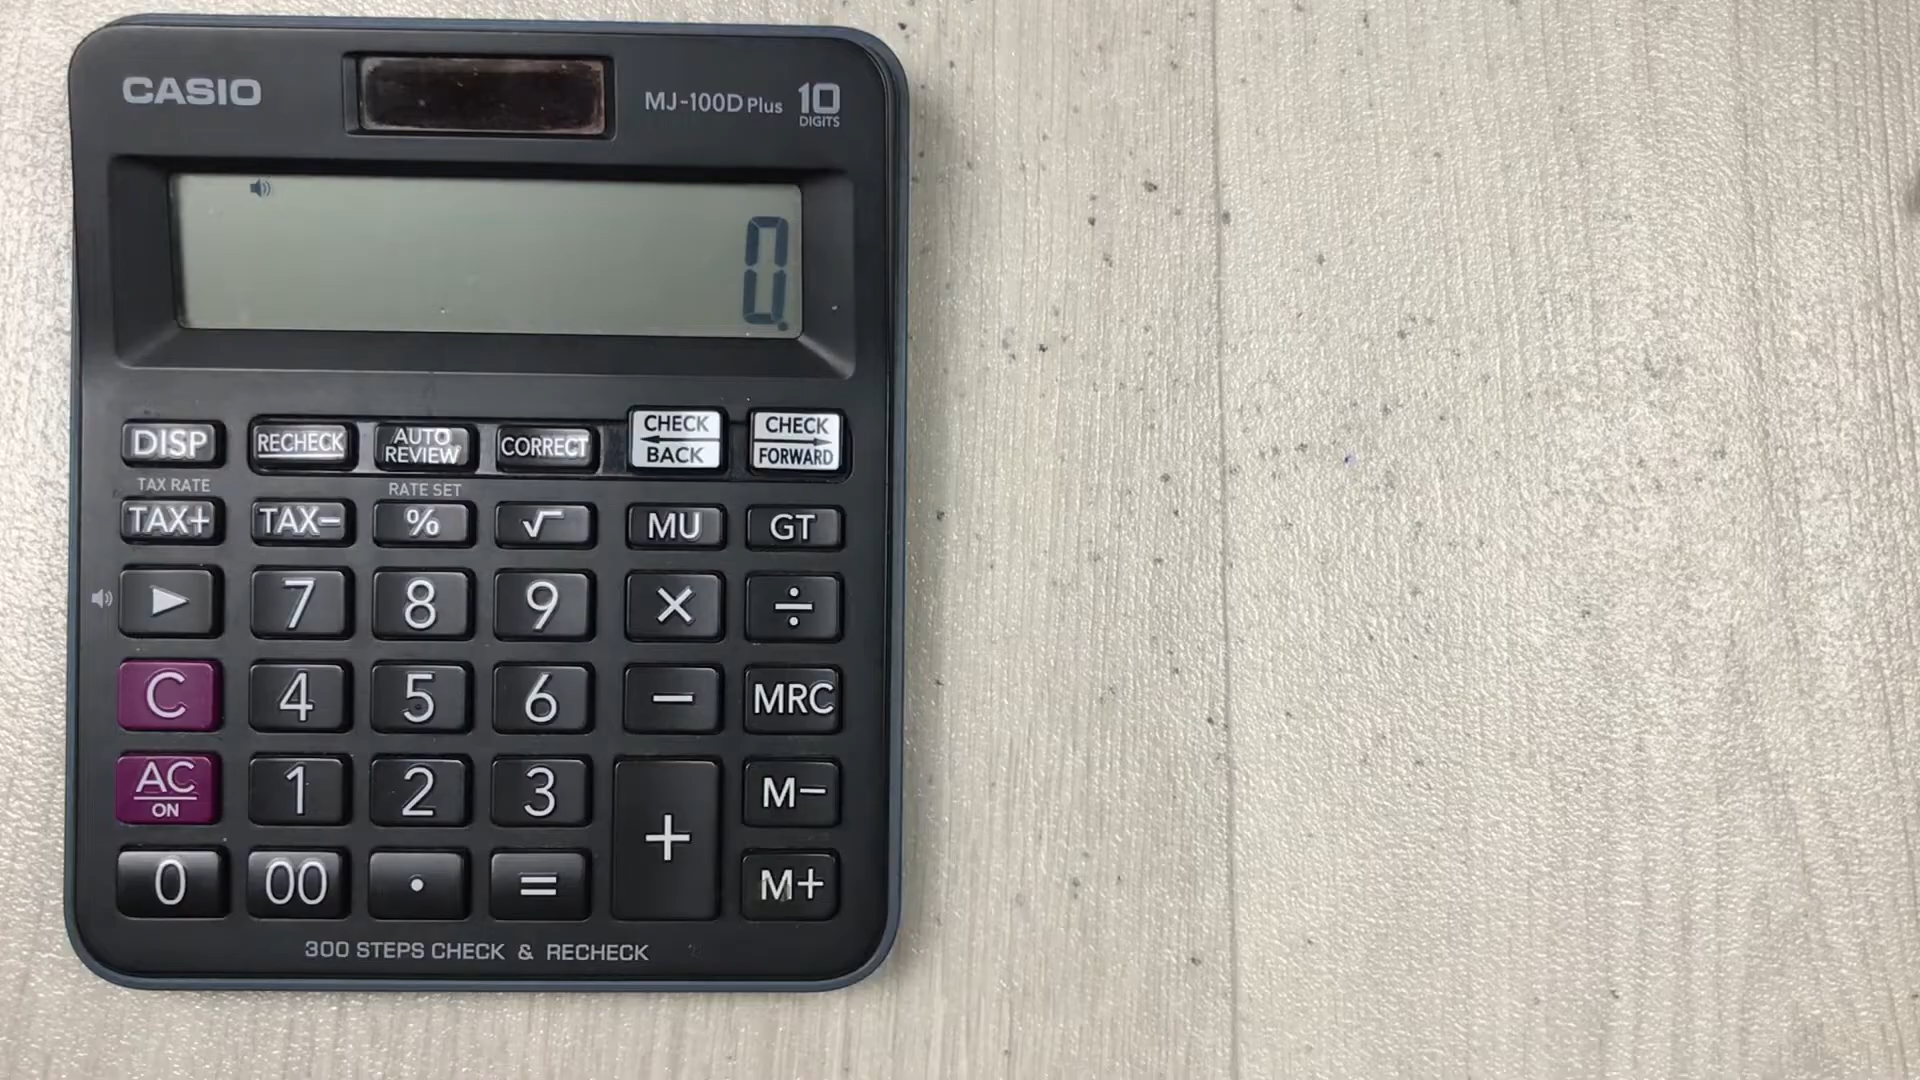 CASIO MJ-100D Plus 10 DIGITS
0.
DISP RECHECK AUTO REVIEW CORRECT CHECK BACK CHECK FORWARD
TAX RATE RATE SET
TAX+ TAX− % √ MU GT
7 8 9 × ÷
C 4 5 6 − MRC
AC ON 1 2 3 + M−
0 00 • = M+
300 STEPS CHECK & RECHECK